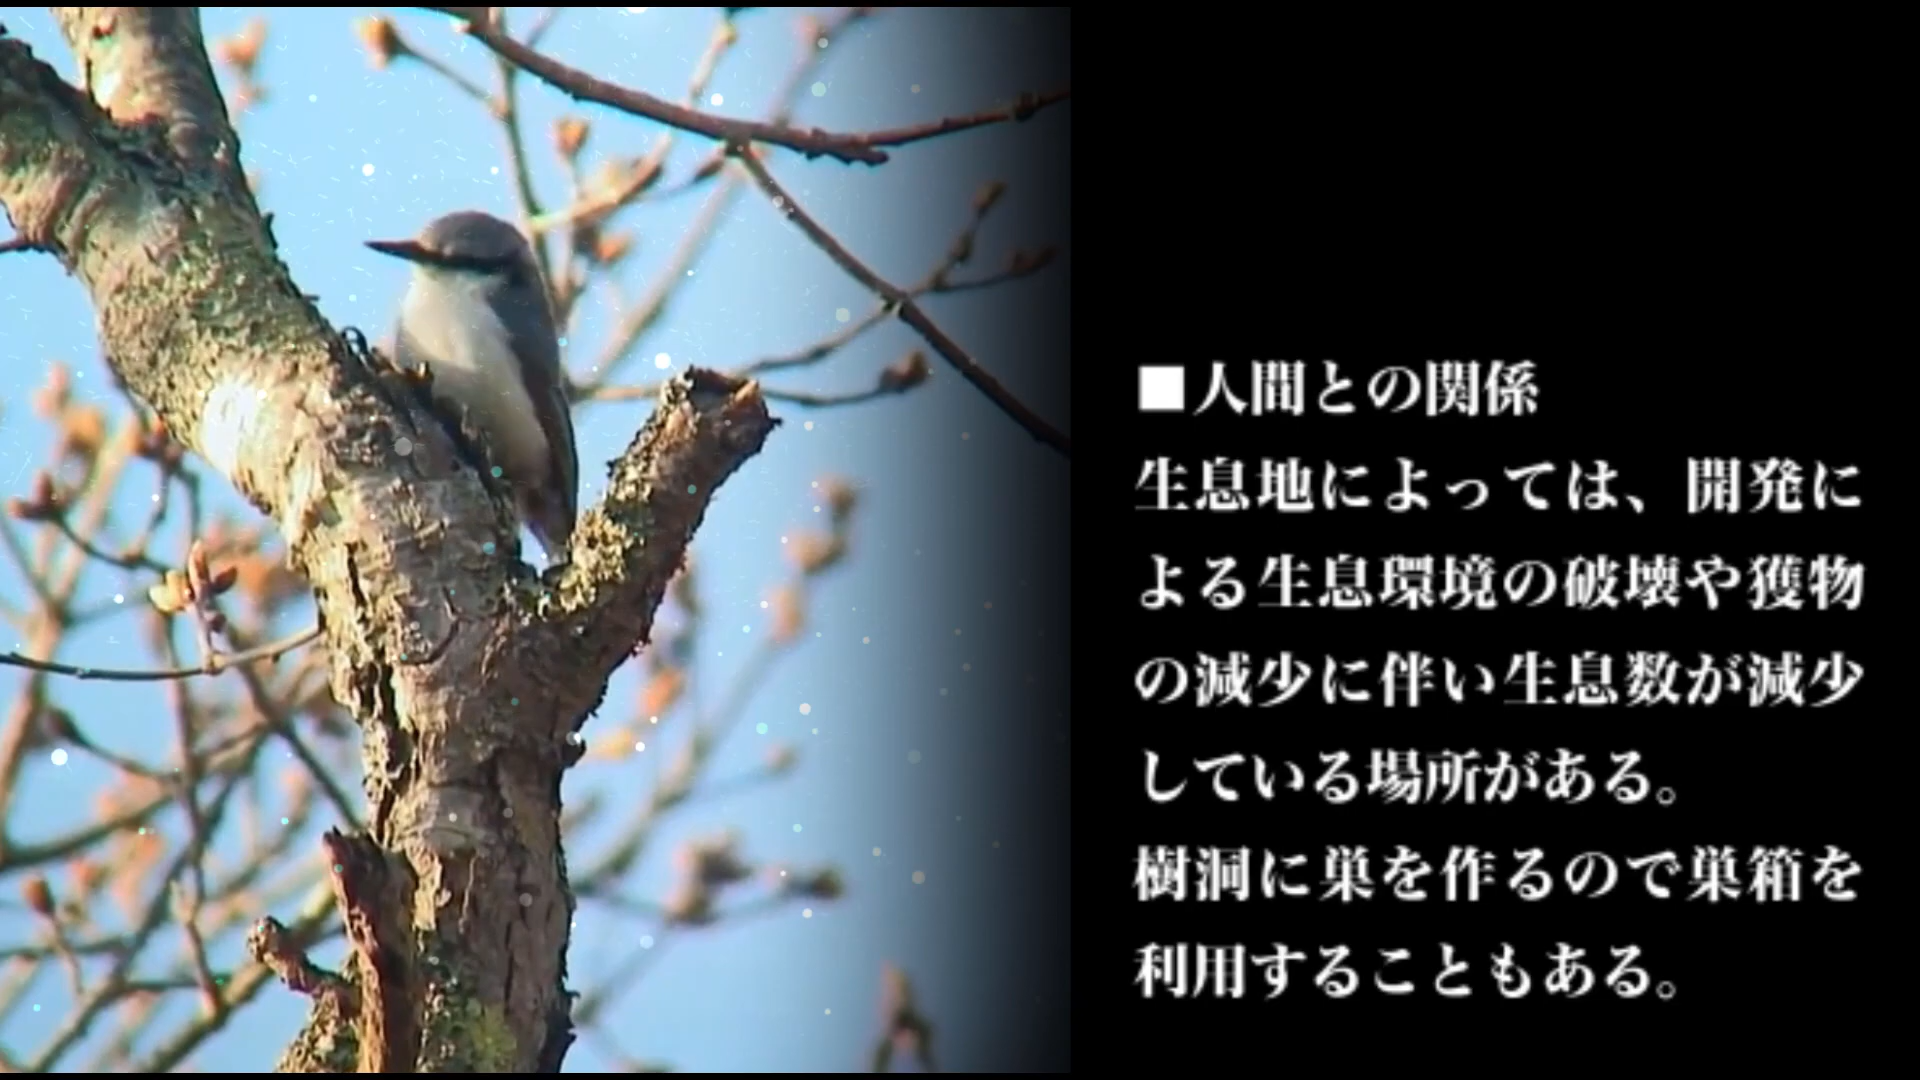 ■人間との関係
生息地によっては、開発に
よる生息環境の破壊や獲物
の減少に伴い生息数が減少
している場所がある。
樹洞に巣を作るので巣箱を
利用することもある。